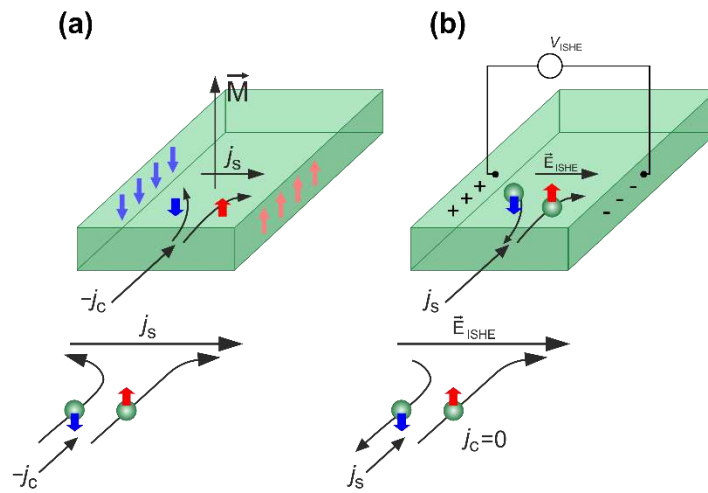 (a)
(b)
V_ISHE
M
j_s
E_ISHE
+ + +
- - -
–j_c
j_s
j_s
E_ISHE
–j_c
j_s
j_c=0